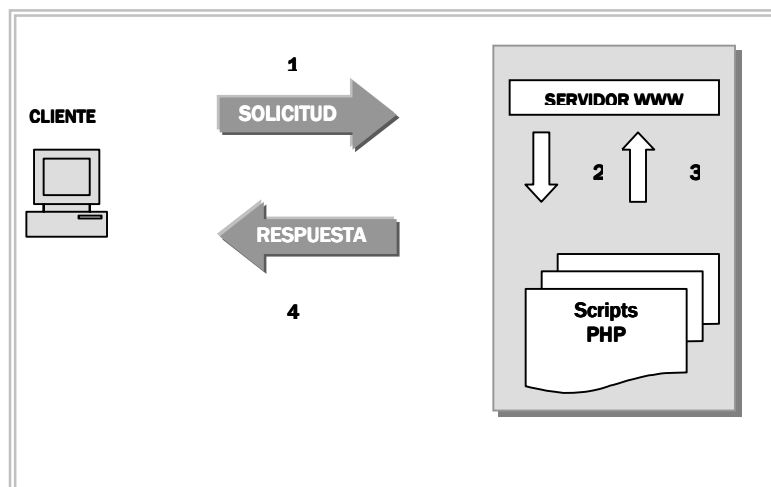 1
SOLICITUD
CLIENTE
SERVIDOR WWW
2
3
RESPUESTA
4
Scripts
PHP